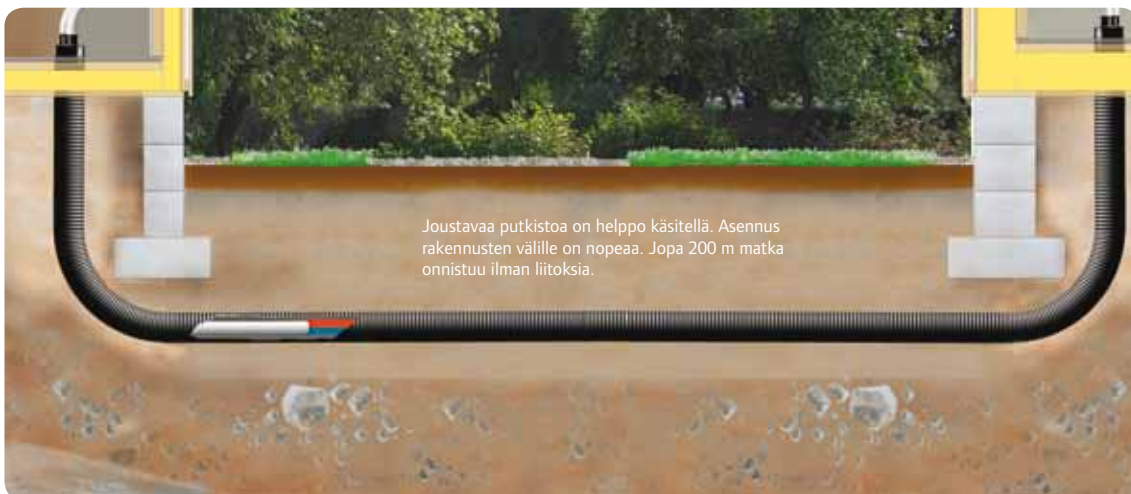 Joustavaa putkistoa on helppo käsitellä. Asennus
rakennusten välille on nopeaa. Jopa 200 m matka
onnistuu ilman liitoksia.